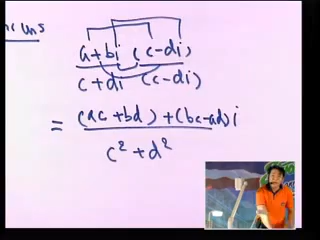 a+bi (c-di)
c+di (c-di)
= (ac+bd)+(bc-ad)i
c²+d²